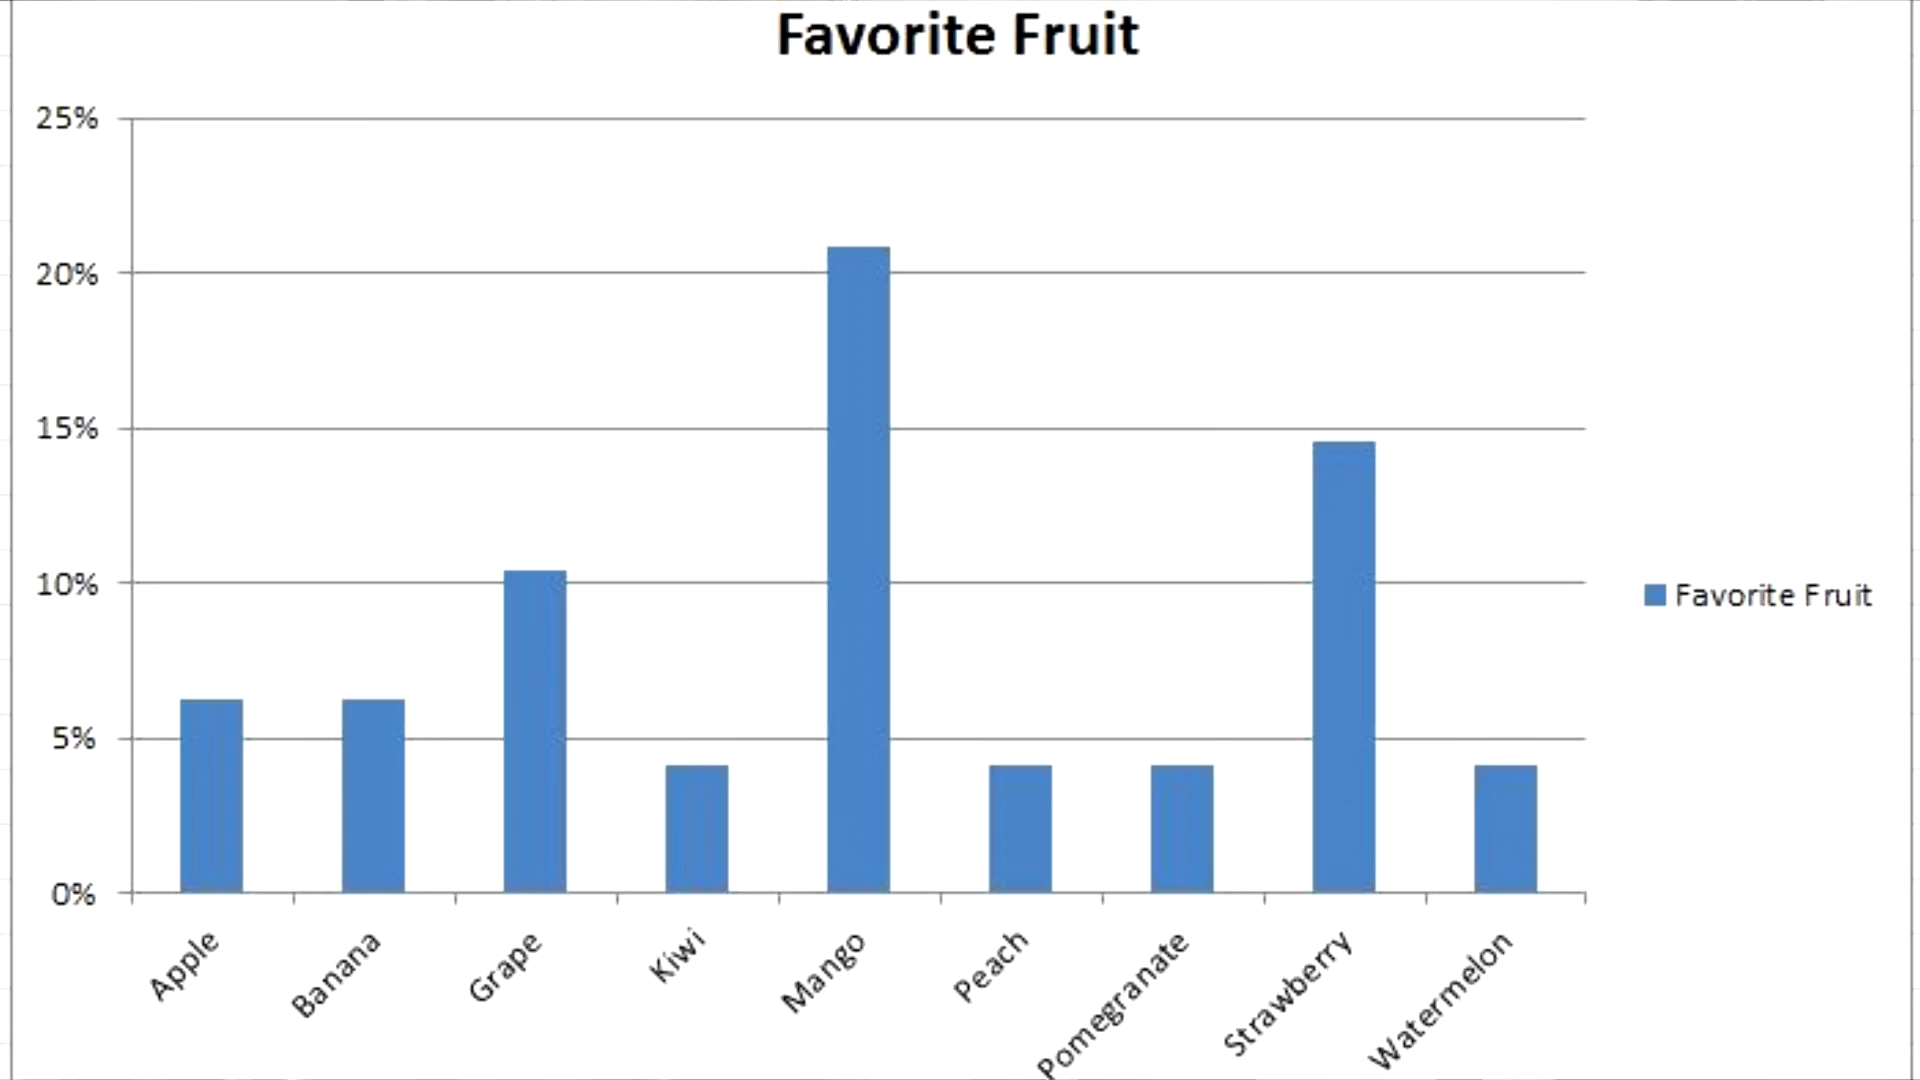 Favorite Fruit
25%
20%
15%
10%
5%
0%
Apple
Banana
Grape
Kiwi
Mango
Peach
Pomegranate
Strawberry
Watermelon
Favorite Fruit